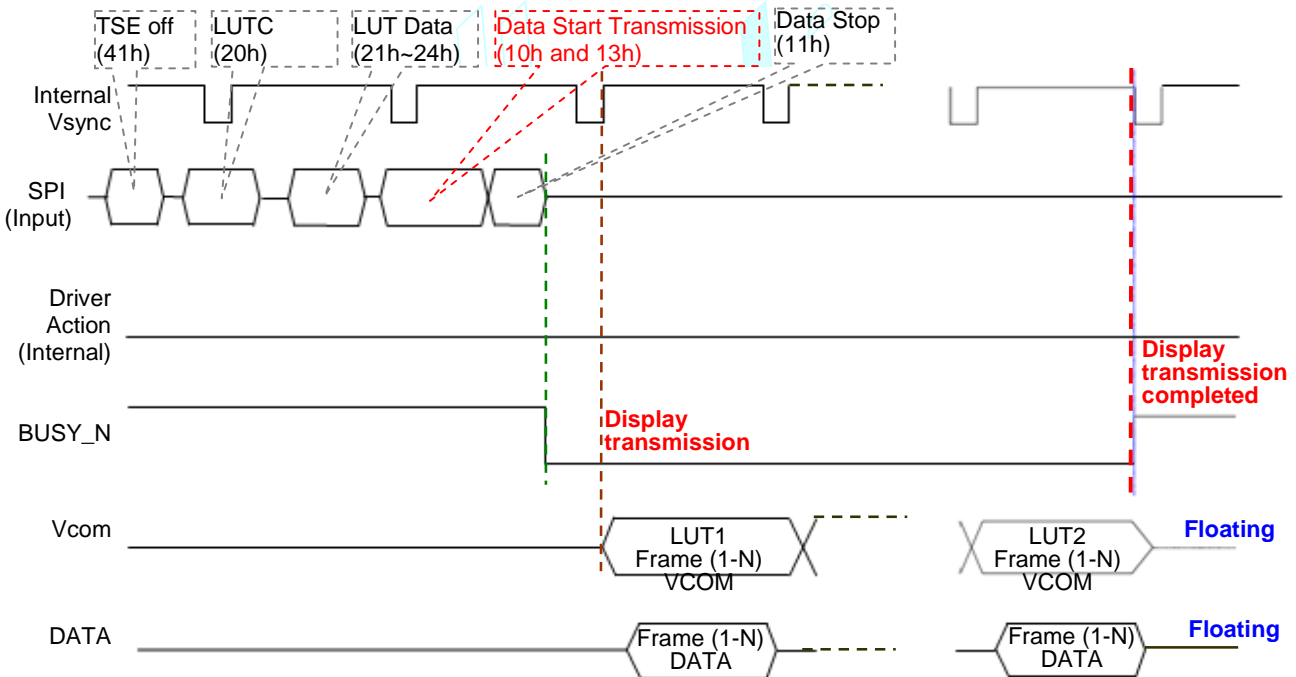 TSE off
(41h)
LUTC
(20h)
LUT Data
(21h~24h)
Data Start Transmission
(10h and 13h)
Data Stop
(11h)
Internal
Vsync
SPI
(Input)
Driver
Action
(Internal)
Display
transmission
completed
BUSY_N
Display
transmission
Vcom
LUT1
Frame (1-N)
VCOM
LUT2
Frame (1-N)
VCOM
Floating
DATA
Frame (1-N)
DATA
Frame (1-N)
DATA
Floating